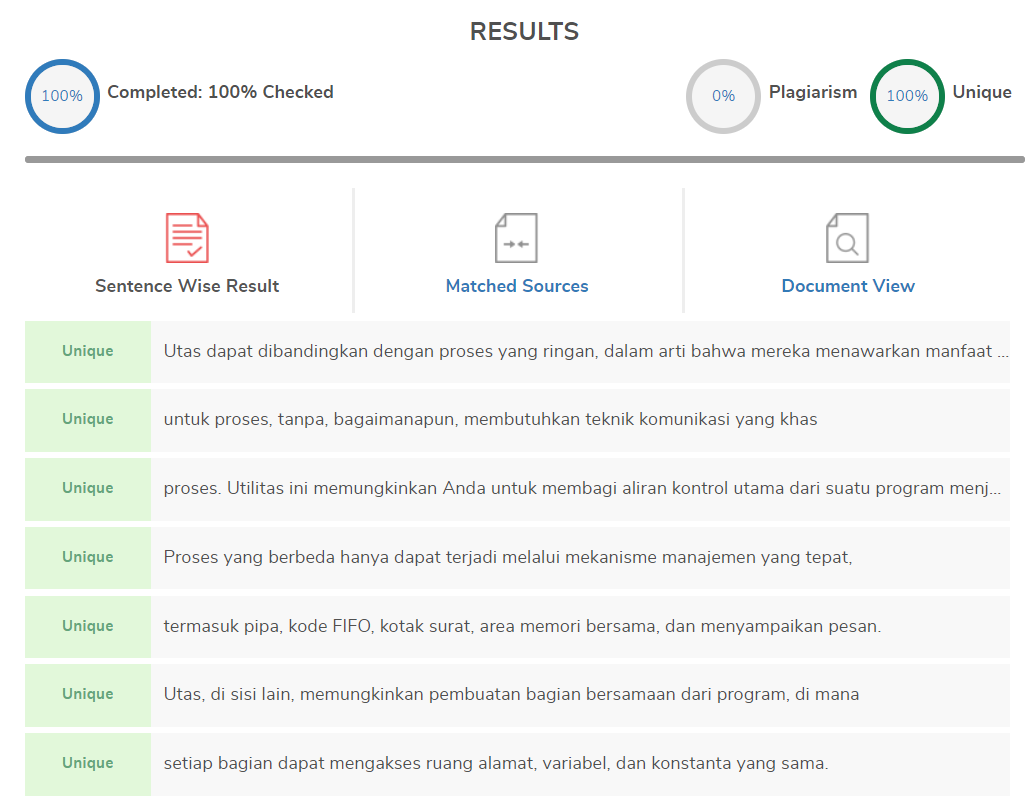 RESULTS
100% Completed: 100% Checked
0% Plagiarism 100% Unique
Sentence Wise Result
Matched Sources
Document View
Unique Utas dapat dibandingkan dengan proses yang ringan, dalam arti bahwa mereka menawarkan manfaat ...
Unique untuk proses, tanpa, bagaimanapun, membutuhkan teknik komunikasi yang khas
Unique proses. Utilitas ini memungkinkan Anda untuk membagi aliran kontrol utama dari suatu program menj...
Unique Proses yang berbeda hanya dapat terjadi melalui mekanisme manajemen yang tepat,
Unique termasuk pipa, kode FIFO, kotak surat, area memori bersama, dan menyampaikan pesan.
Unique Utas, di sisi lain, memungkinkan pembuatan bagian bersamaan dari program, di mana
Unique setiap bagian dapat mengakses ruang alamat, variabel, dan konstanta yang sama.